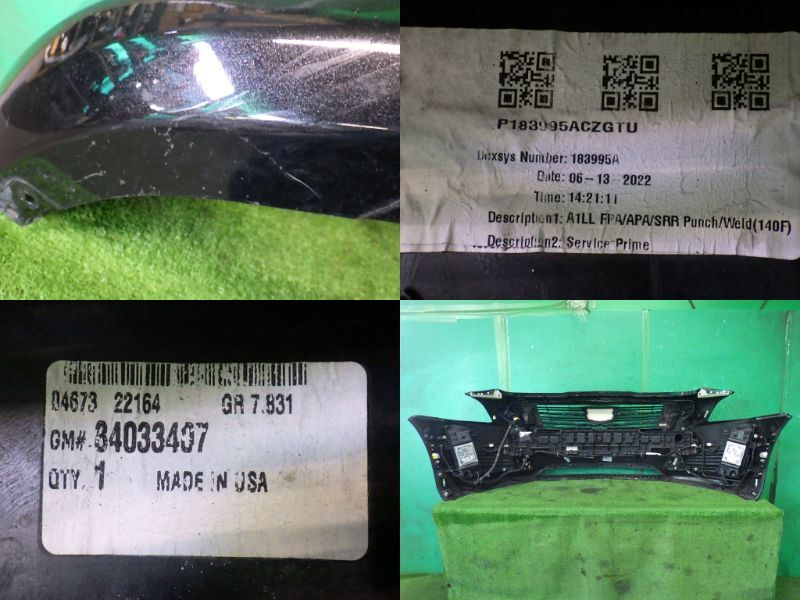 P183995ACZGTU
Dexsys Number: 183995A
Date: 06-13-2022
Time: 14:21:11
Description1: A1LL FPA/APA/SRR Punch/Weld(140F)
Description2: Service-Prime
04673 22164 GR 7.831
GM# 84033407
QTY. 1 MADE IN USA